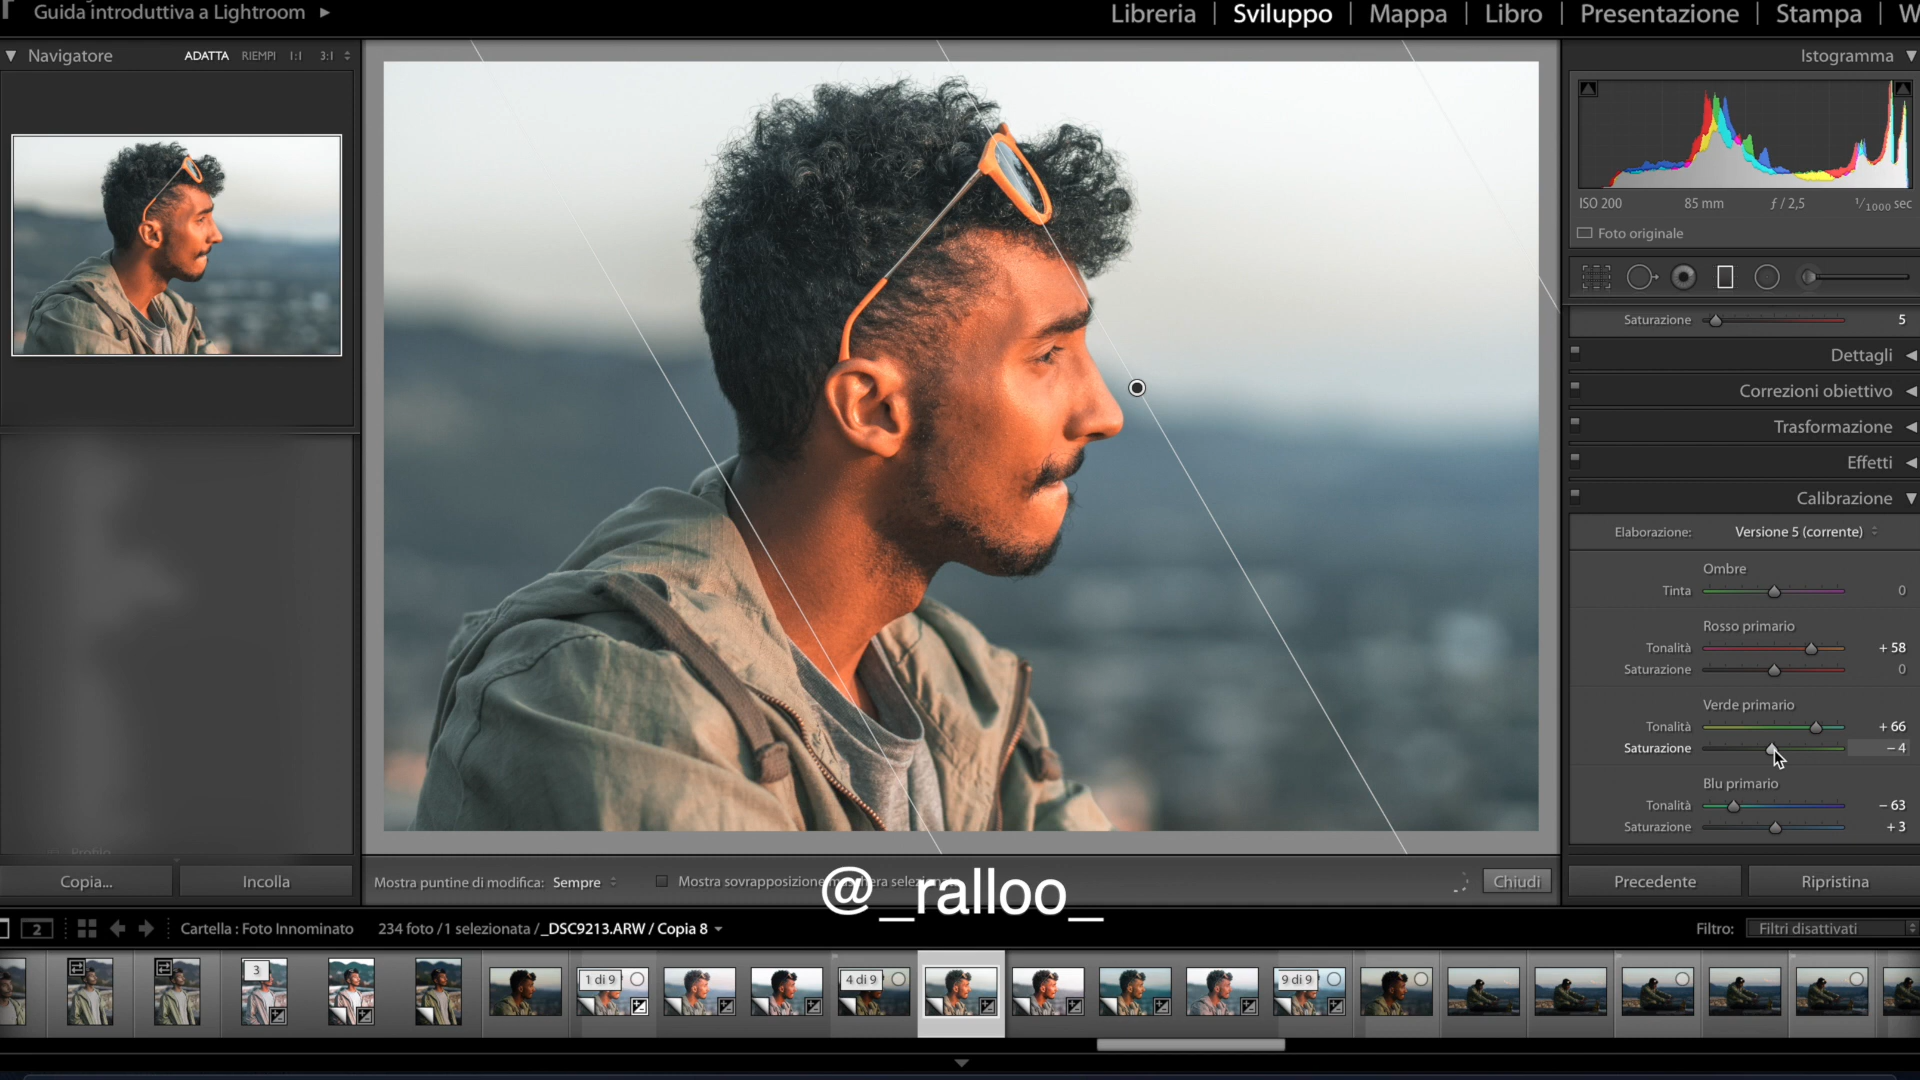 Guida introduttiva a Lightroom
Libreria | Sviluppo | Mappa | Libro | Presentazione | Stampa | W
Navigatore ADATTA RIEMPI 1:1 3:1
Istogramma
ISO 200 85 mm ƒ / 2,5 1/1000 sec
Foto originale
Saturazione 5
Dettagli
Correzioni obiettivo
Trasformazione
Effetti
Calibrazione
Elaborazione: Versione 5 (corrente)
Ombre
Tinta 0
Rosso primario
Tonalità + 58
Saturazione 0
Verde primario
Tonalità + 66
Saturazione – 4
Blu primario
Tonalità – 63
Saturazione + 3
Copia... Incolla
Mostra puntine di modifica: Sempre Mostra sovrapposizione
Chiudi
Precedente Ripristina
@_ralloo_
2 Cartella : Foto Innominato 234 foto /1 selezionata /_DSC9213.ARW / Copia 8
Filtro: Filtri disattivati
3 1 di 9 4 di 9 9 di 9